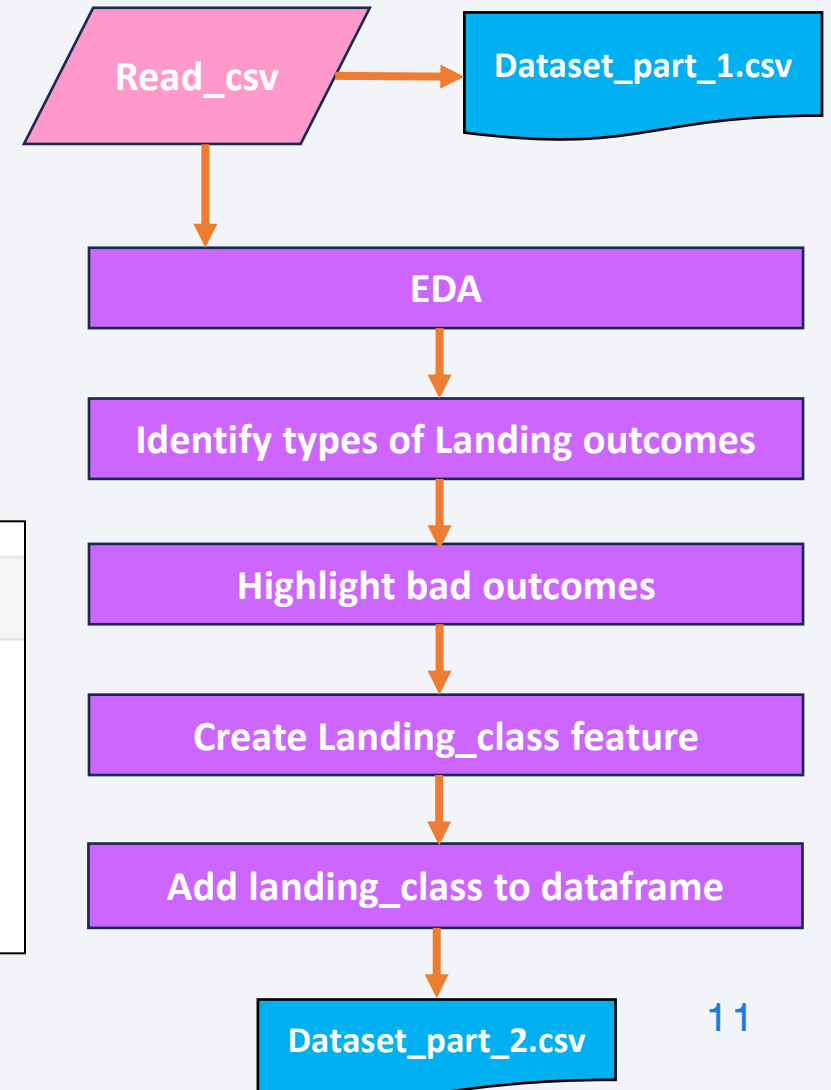 Read_csv
Dataset_part_1.csv
EDA
Identify types of Landing outcomes
Highlight bad outcomes
Create Landing_class feature
Add landing_class to dataframe
Dataset_part_2.csv
11